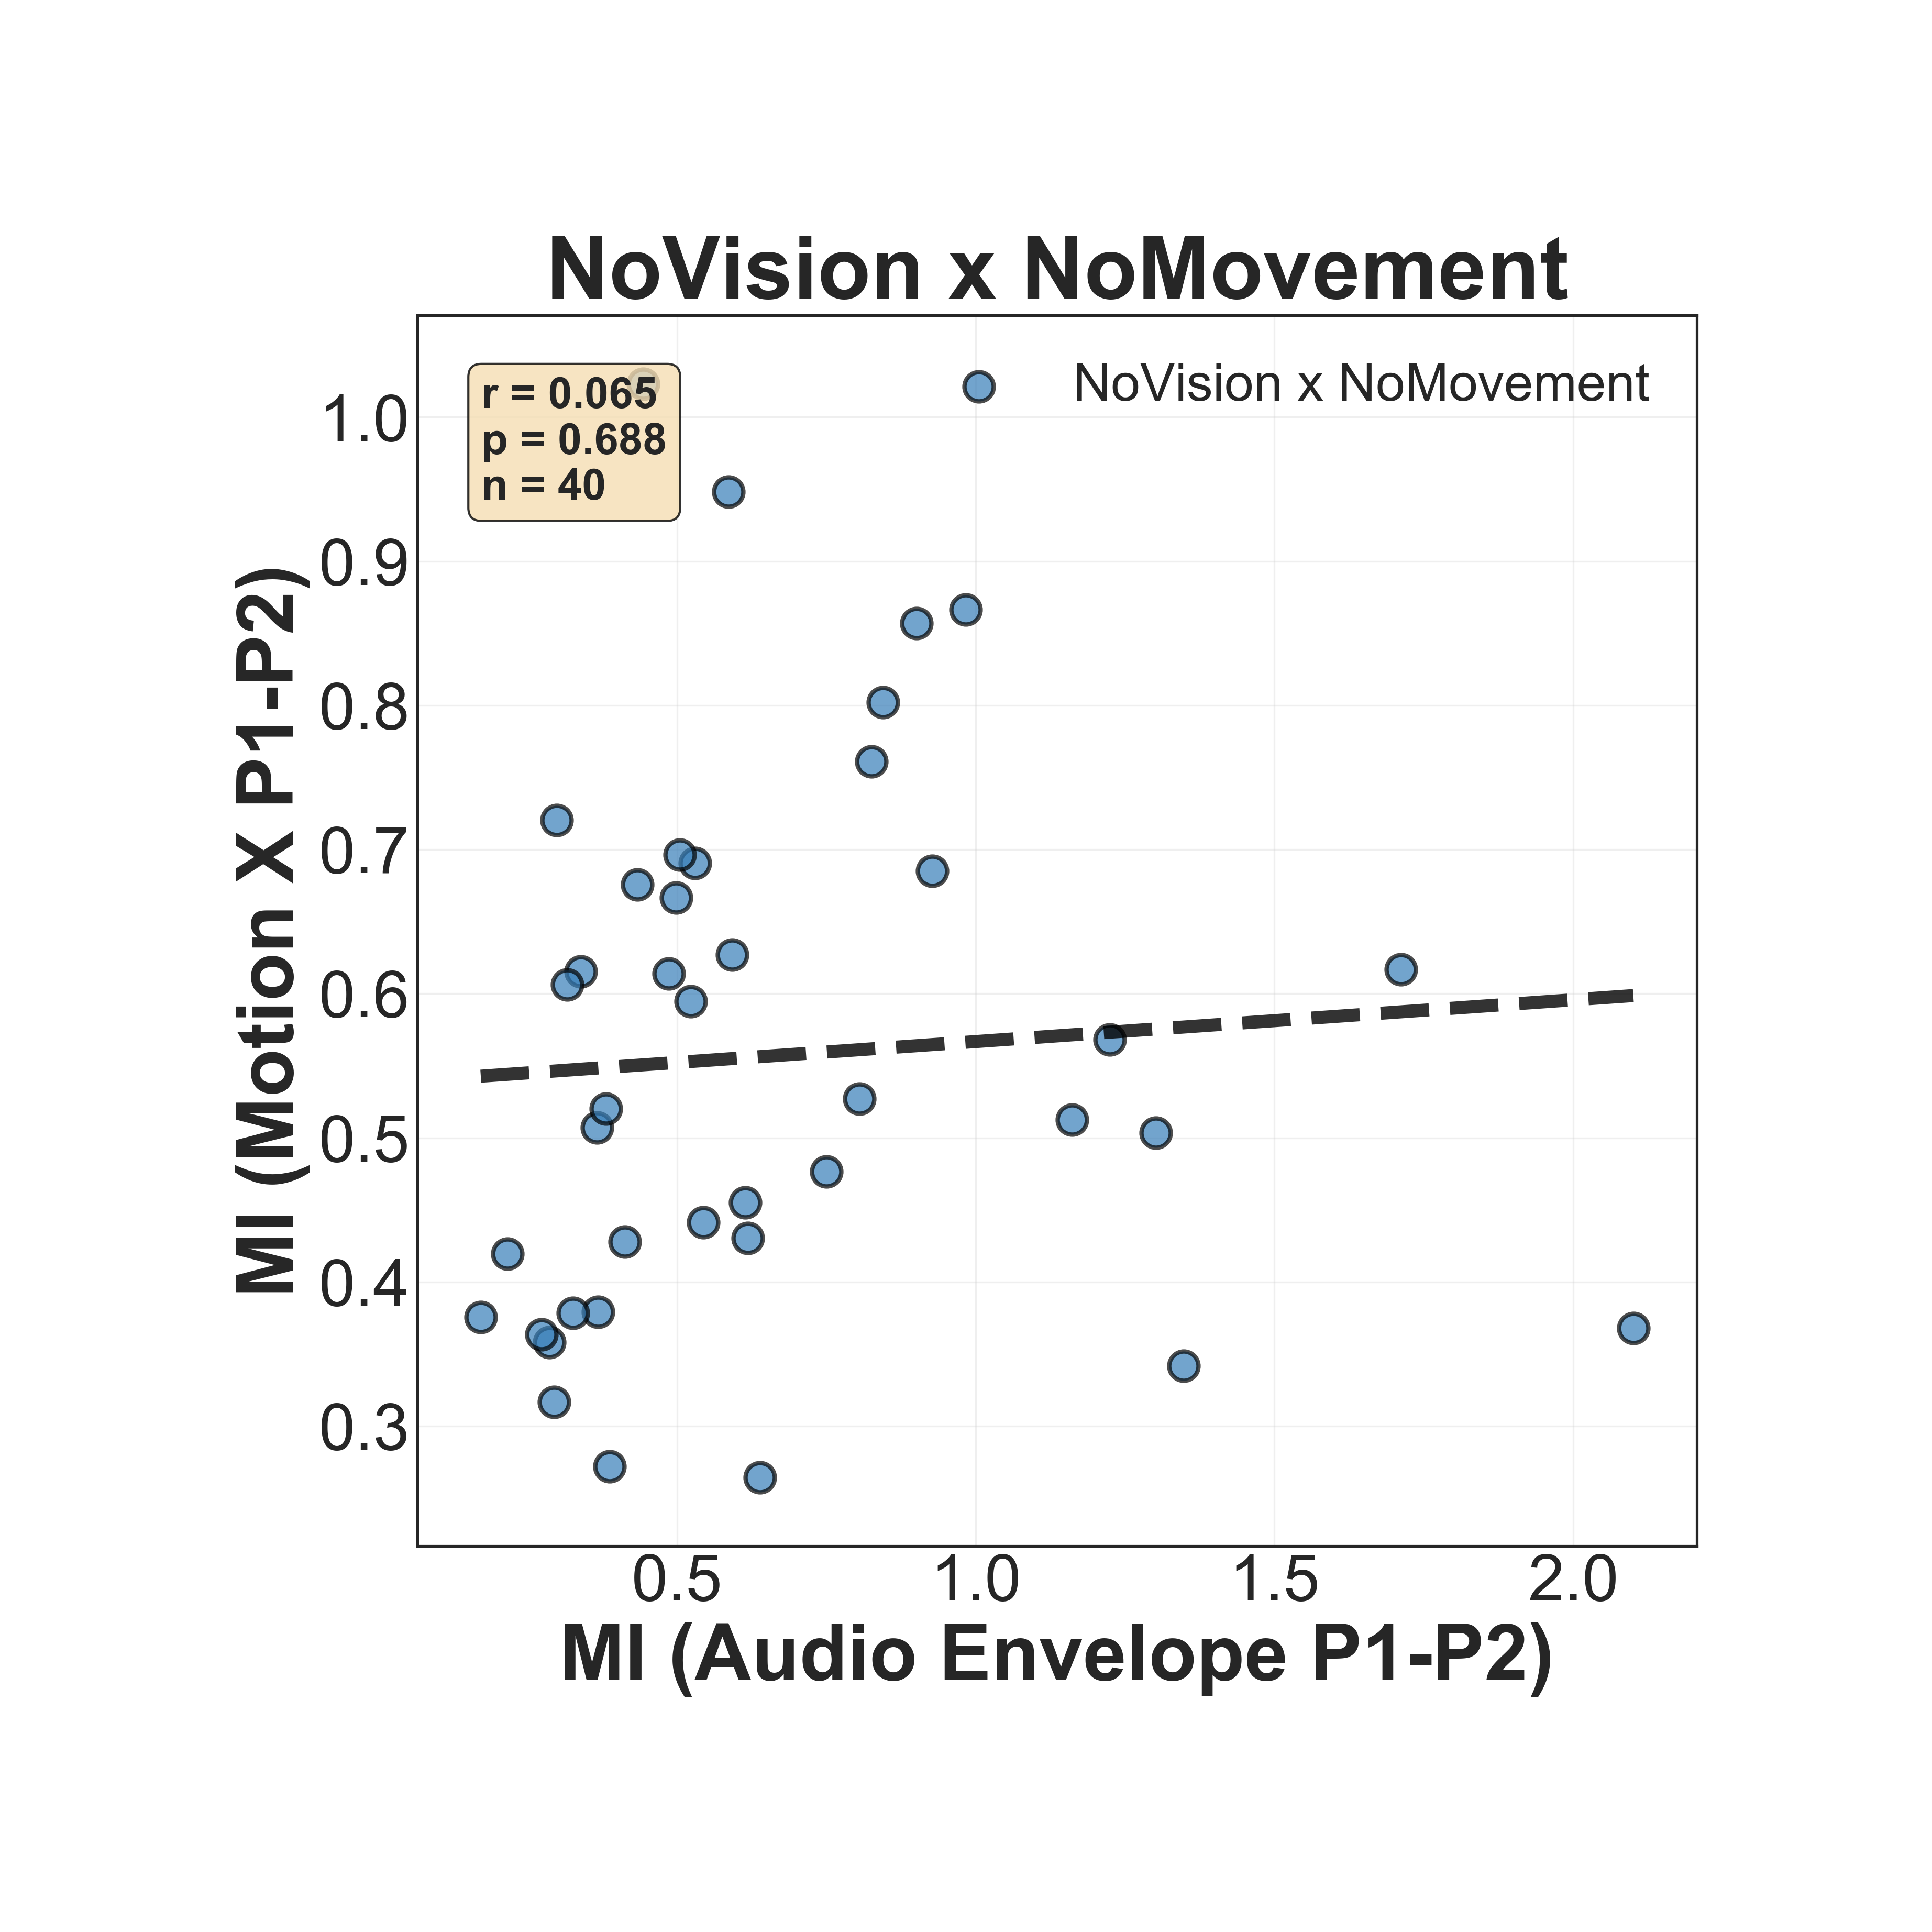 NoVision x NoMovement
r = 0.065
p = 0.688
n = 40
NoVision x NoMovement
MI (Motion X P1-P2)
1.0
0.9
0.8
0.7
0.6
0.5
0.4
0.3
0.5 1.0 1.5 2.0
MI (Audio Envelope P1-P2)